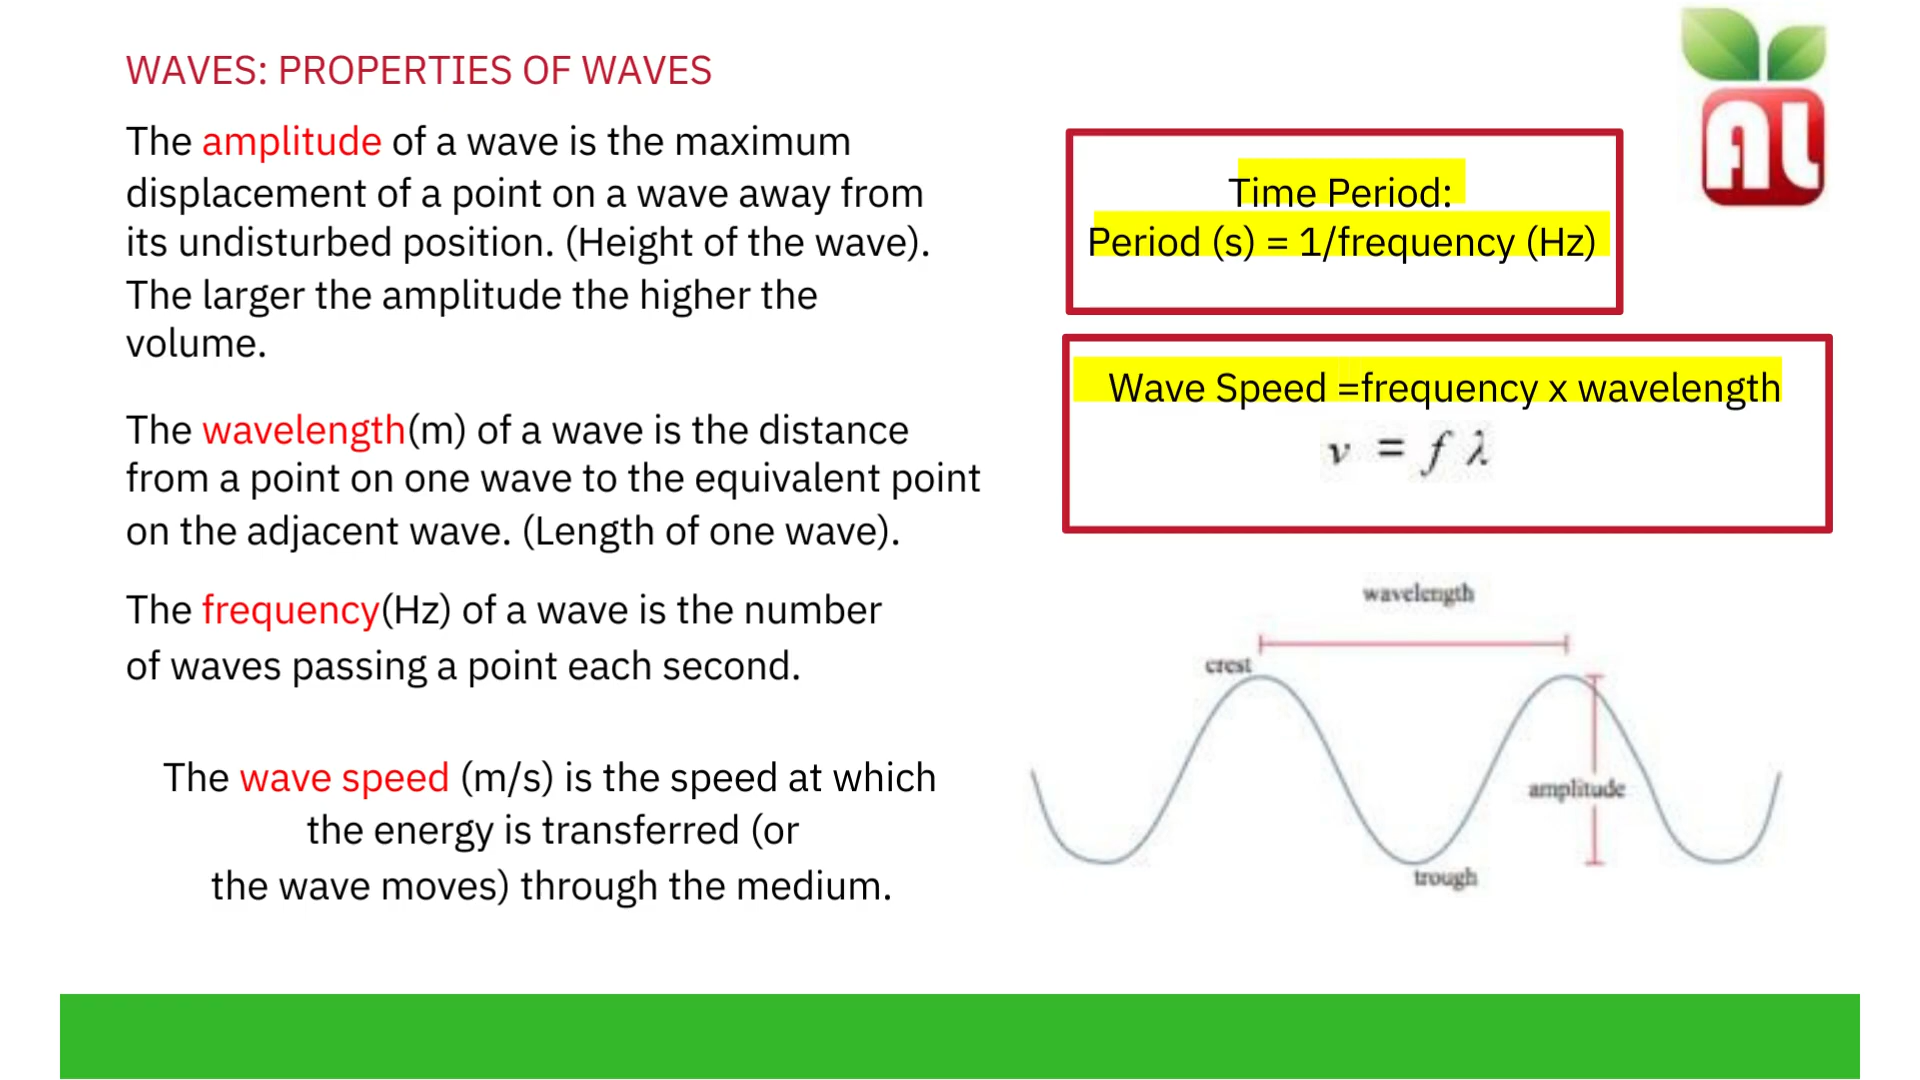 WAVES: PROPERTIES OF WAVES
The amplitude of a wave is the maximum
displacement of a point on a wave away from
its undisturbed position. (Height of the wave).
The larger the amplitude the higher the
volume.
The wavelength(m) of a wave is the distance
from a point on one wave to the equivalent point
on the adjacent wave. (Length of one wave).
The frequency(Hz) of a wave is the number
of waves passing a point each second.
The wave speed (m/s) is the speed at which
the energy is transferred (or
the wave moves) through the medium.
AL
Time Period:
Period (s) = 1/frequency (Hz)
Wave Speed =frequency x wavelength
v = f λ
wavelength
crest
amplitude
trough